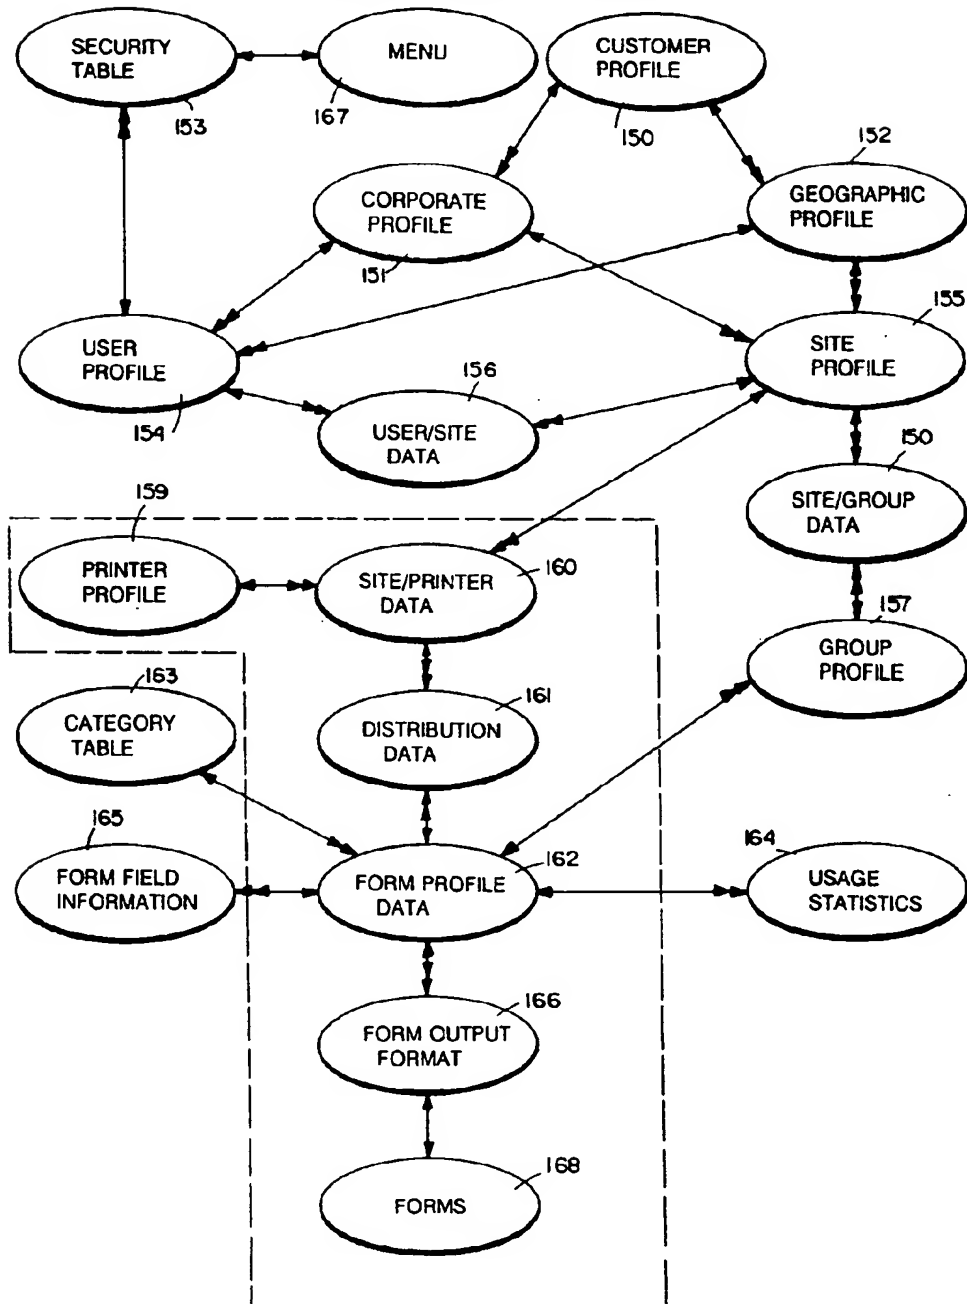 SECURITY
TABLE
153
MENU
167
CUSTOMER
PROFILE
150
152
GEOGRAPHIC
PROFILE
CORPORATE
PROFILE
151
155
USER
PROFILE
154
SITE
PROFILE
156
USER/SITE
DATA
150
SITE/GROUP
DATA
159
PRINTER
PROFILE
SITE/PRINTER
DATA
160
157
GROUP
PROFILE
163
CATEGORY
TABLE
161
DISTRIBUTION
DATA
165
FORM FIELD
INFORMATION
162
FORM PROFILE
DATA
164
USAGE
STATISTICS
166
FORM OUTPUT
FORMAT
168
FORMS